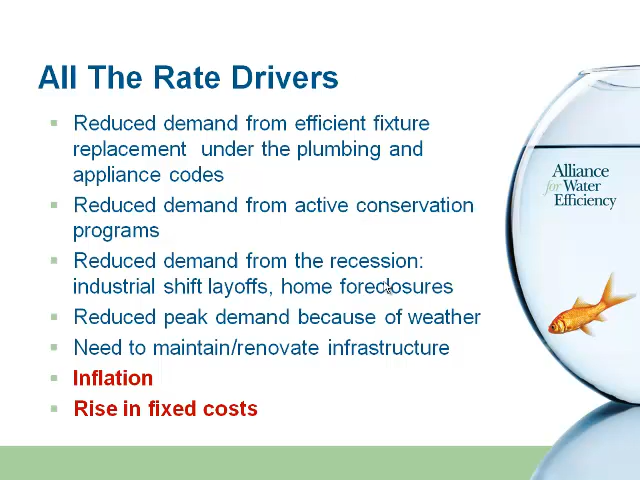 All The Rate Drivers
Reduced demand from efficient fixture
replacement under the plumbing and
appliance codes
Reduced demand from active conservation
programs
Reduced demand from the recession:
industrial shift layoffs, home foreclosures
Reduced peak demand because of weather
Need to maintain/renovate infrastructure
Inflation
Rise in fixed costs
Alliance
for Water
Efficiency